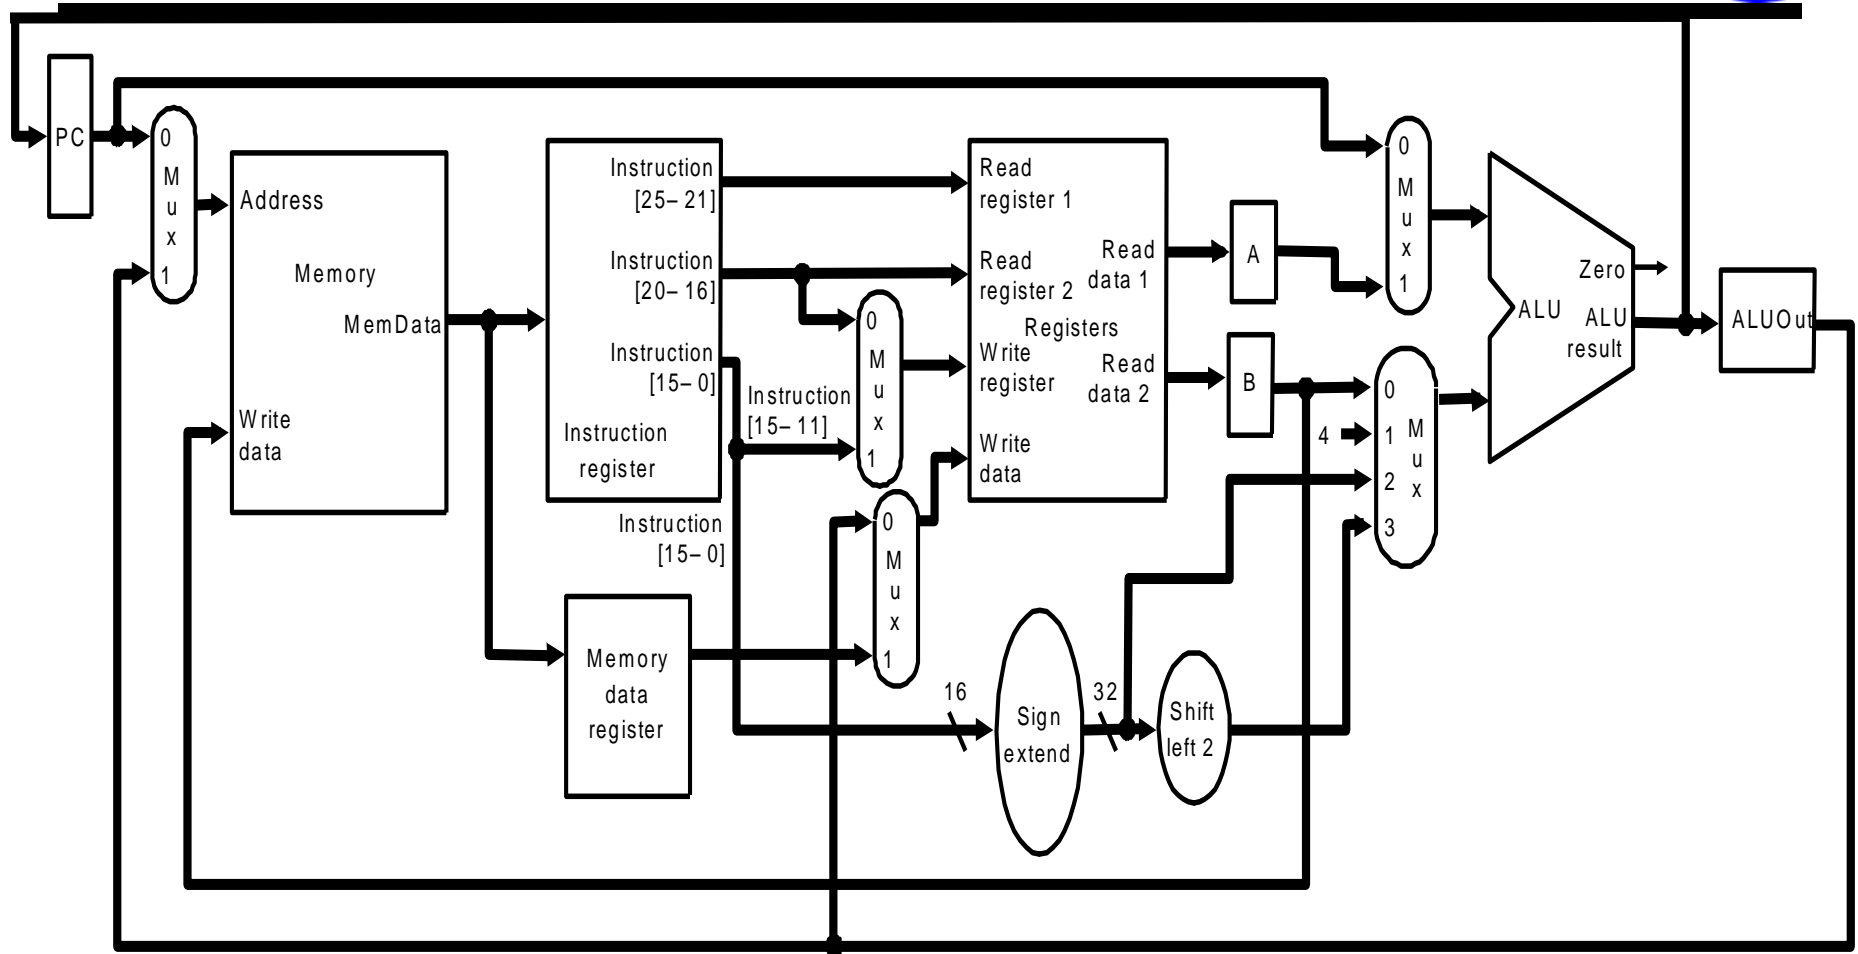 PC
0
M
u
x
1
Address
Memory
MemData
Write
data
Instruction
[25– 21]
Instruction
[20– 16]
Instruction
[15– 0]
Instruction
register
Instruction
[15– 0]
Instruction
[15– 11]
0
M
u
x
1
0
M
u
x
1
Memory
data
register
Read
register 1
Read
register 2
Registers
Write
register
Write
data
Read
data 1
Read
data 2
16
Sign
extend
32
Shift
left 2
A
B
4
0
M
u
x
1
0
1
2
3
M
u
x
Zero
ALU
ALU
result
ALUOut